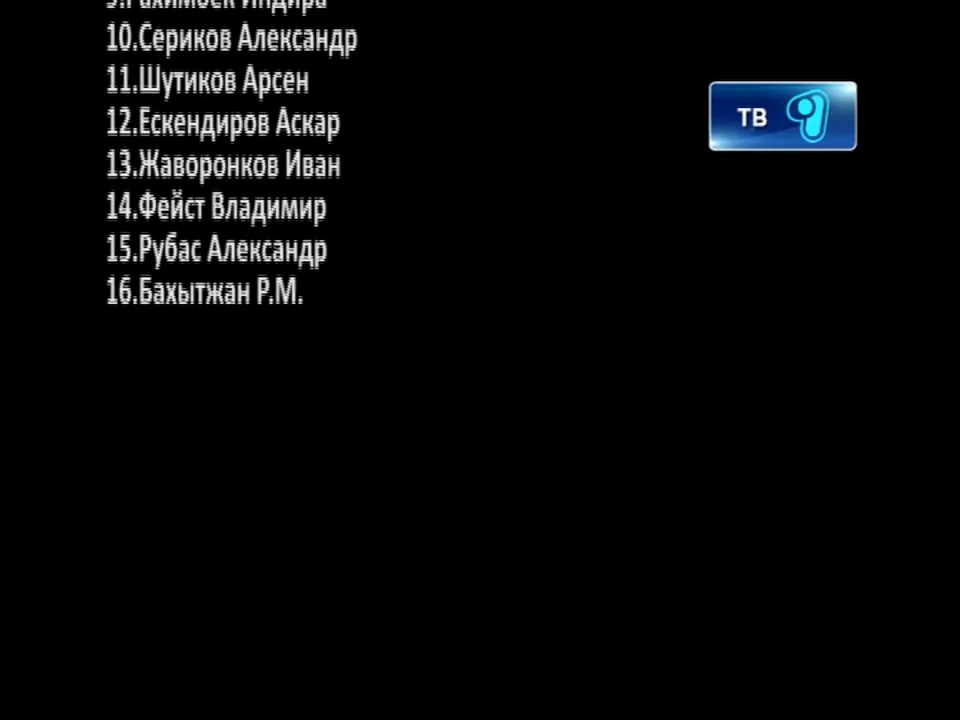 10.Сериков Александр
11.Шутиков Арсен
12.Ескендиров Аскар
13.Жаворонков Иван
14.Фейст Владимир
15.Рубас Александр
16.Бахытжан Р.М.
ТВ 9